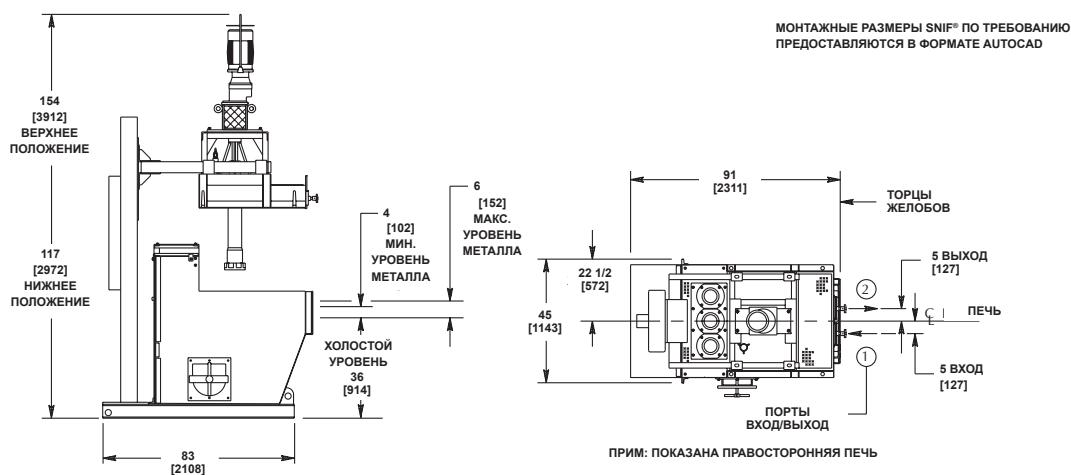 МОНТАЖНЫЕ РАЗМЕРЫ SNIF® ПО ТРЕБОВАНИЮ
ПРЕДОСТАВЛЯЮТСЯ В ФОРМАТЕ AUTOCAD
154
[3912]
ВЕРХНЕЕ
ПОЛОЖЕНИЕ
117
[2972]
НИЖНЕЕ
ПОЛОЖЕНИЕ
6
[152]
МАКС.
УРОВЕНЬ
МЕТАЛЛА
4
[102]
МИН.
УРОВЕНЬ
МЕТАЛЛА
ХОЛОСТОЙ
УРОВЕНЬ
36
[914]
83
[2108]
91
[2311]
ТОРЦЫ
ЖЕЛОБОВ
22 1/2
[572]
45
[1143]
5 ВЫХОД
[127]
2
CL
ПЕЧЬ
1
5 ВХОД
[127]
ПОРТЫ
ВХОД/ВЫХОД
ПРИМ: ПОКАЗАНА ПРАВОСТОРОННЯЯ ПЕЧЬ